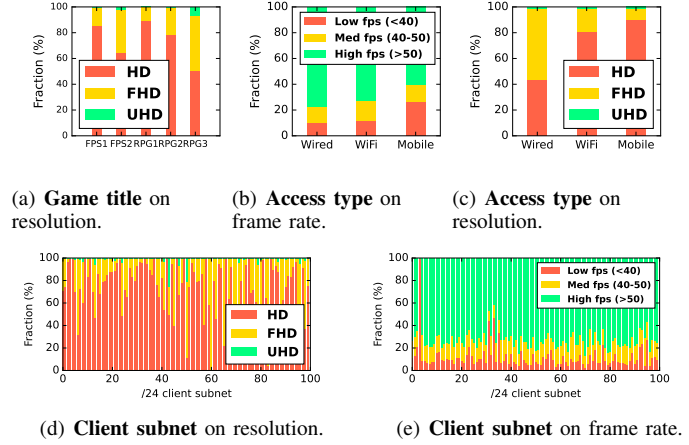 100
80
60
40
20
0
Fraction (%)
HD
FHD
UHD
FPS1 FPS2 RPG1 RPG2 RPG3
100
80
60
40
20
0
Fraction (%)
Low fps (<40)
Med fps (40-50)
High fps (>50)
Wired WiFi Mobile
100
80
60
40
20
0
Fraction (%)
HD
FHD
UHD
Wired WiFi Mobile
(a) Game title on
resolution.
(b) Access type on
frame rate.
(c) Access type on
resolution.
100
80
60
40
20
0
Fraction (%)
HD
FHD
UHD
0 20 40 60 80 100
/24 client subnet
100
80
60
40
20
0
Fraction (%)
Low fps (<40)
Med fps (40-50)
High fps (>50)
0 20 40 60 80 100
/24 client subnet
(d) Client subnet on resolution.
(e) Client subnet on frame rate.